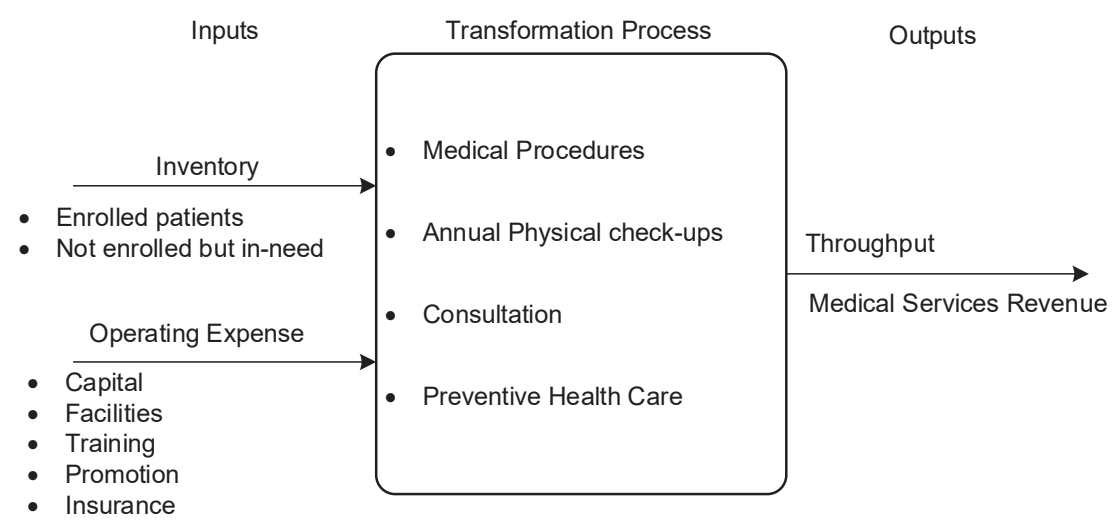 Inputs
Transformation Process
Outputs
Inventory
• Enrolled patients
• Not enrolled but in-need
Operating Expense
• Capital
• Facilities
• Training
• Promotion
• Insurance
• Medical Procedures
• Annual Physical check-ups
• Consultation
• Preventive Health Care
Throughput
Medical Services Revenue